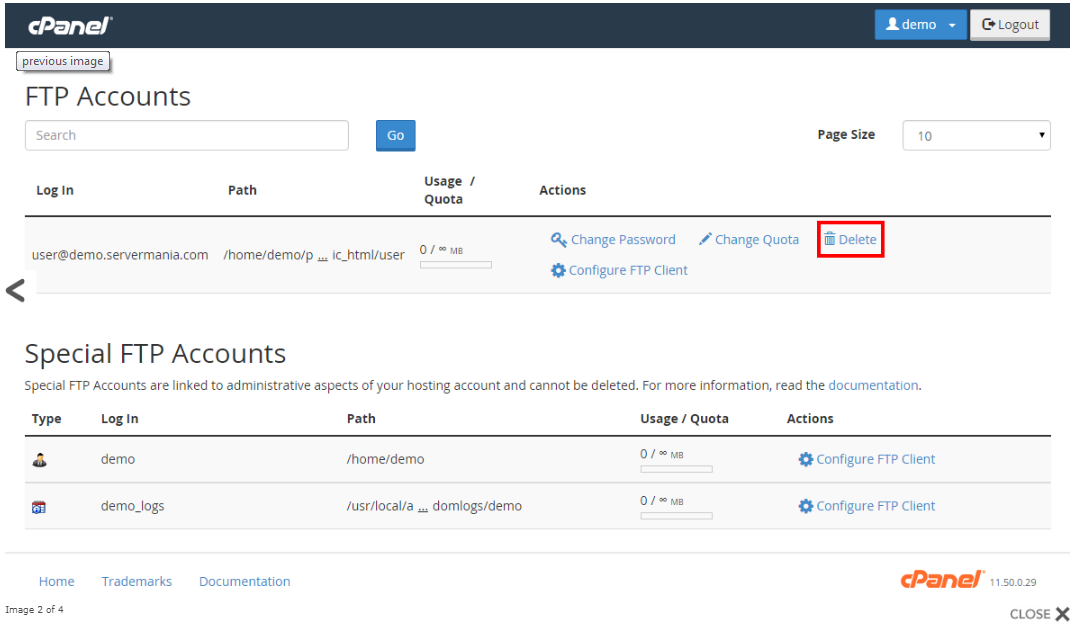 cPanel
demo
Logout
previous image
FTP Accounts
Search
Go
Page Size
10
Log In
Path
Usage /
Quota
Actions
user@demo.servermania.com
/home/demo/p ... ic_html/user
0 / ∞ MB
Change Password
Change Quota
Delete
Configure FTP Client
Special FTP Accounts
Special FTP Accounts are linked to administrative aspects of your hosting account and cannot be deleted. For more information, read the documentation.
Type
Log In
Path
Usage / Quota
Actions
demo
/home/demo
0 / ∞ MB
Configure FTP Client
demo_logs
/usr/local/a ... domlogs/demo
0 / ∞ MB
Configure FTP Client
Home
Trademarks
Documentation
cPanel
11.50.0.29
Image 2 of 4
CLOSE